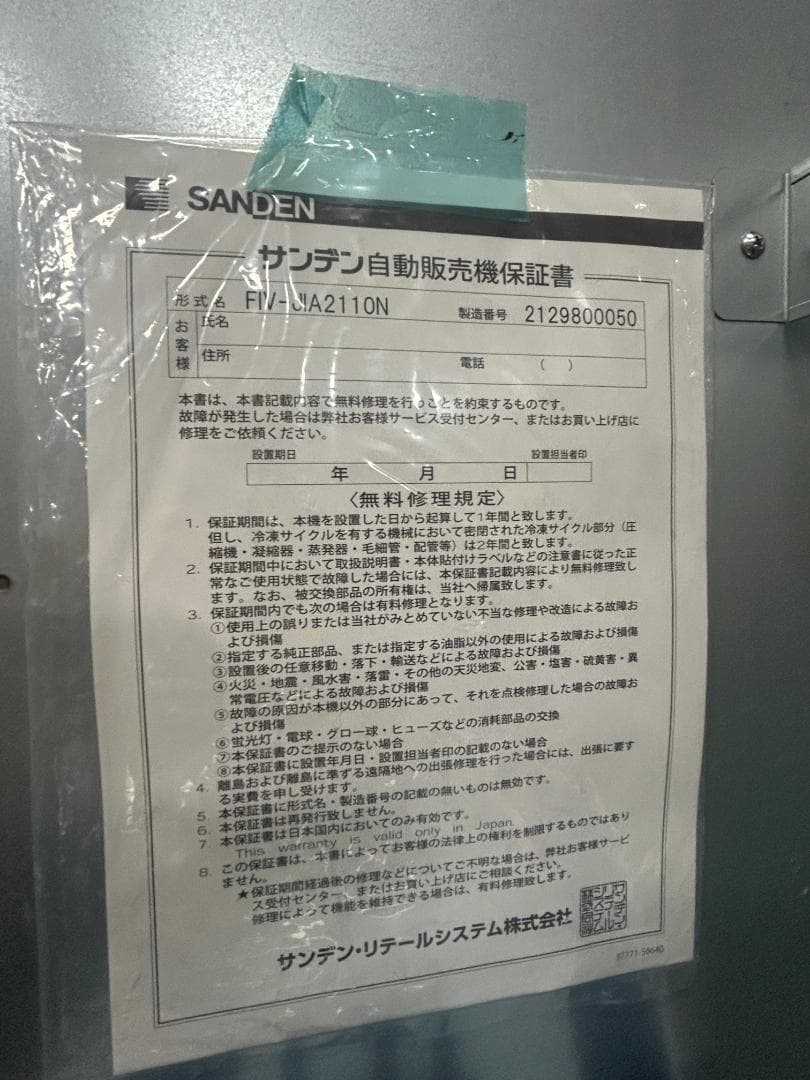 SANDEN
サンデン自動販売機保証書
形式名 FIV-JIA2110N 製造番号 2129800050
お客様 氏名
住所 電話 ( )
本書は、本書記載内容で無料修理を行うことを約束するものです。
故障が発生した場合は弊社お客様サービス受付センター、またはお買い上げ店に
修理をご依頼ください。
設置期日 設置担当者印
年 月 日
〈無料修理規定〉
1. 保証期間は、本機を設置した日から起算して1年間と致します。
但し、冷凍サイクルを有する機械において密閉された冷凍サイクル部分（圧
縮機・凝縮器・蒸発器・毛細管・配管等）は2年間と致します。
2. 保証期間中において取扱説明書・本体貼付けラベルなどの注意書に従った正
常なご使用状態で故障した場合には、本保証書記載内容により無料修理致し
ます。なお、被交換部品の所有権は、当社へ帰属致します。
3. 保証期間内でも次の場合は有料修理となります。
①使用上の誤りまたは当社がみとめていない不当な修理や改造による故障お
よび損傷
②指定する純正部品、または指定する油脂以外の使用による故障および損傷
③設置後の任意移動・落下・輸送などによる故障および損傷
④火災・地震・風水害・落雷・その他の天災地変、公害・塩害・硫黄害・異
常電圧などによる故障および損傷
⑤故障の原因が本機以外の部分にあって、それを点検修理した場合の故障お
よび損傷
⑥蛍光灯・電球・グロー球・ヒューズなどの消耗部品の交換
⑦本保証書のご提示のない場合
⑧本保証書に設置年月日・設置担当者印の記載のない場合
4. 離島および離島に準ずる遠隔地への出張修理を行った場合には、出張に要す
る実費を申し受けます。
5. 本保証書に形式名・製造番号の記載の無いものは無効です。
6. 本保証書は再発行致しません。
7. 本保証書は日本国内においてのみ有効です。
This warranty is valid only in Japan.
8. この保証書は、本書によってお客様の法律上の権利を制限するものではあり
ません。
★保証期間経過後の修理などについてご不明な場合は、弊社お客様サービ
ス受付センター、またはお買い上げ店にご相談ください。
修理によって機能を維持できる場合は、有料修理致します。
サンデン・リテールシステム株式会社
37771-56640